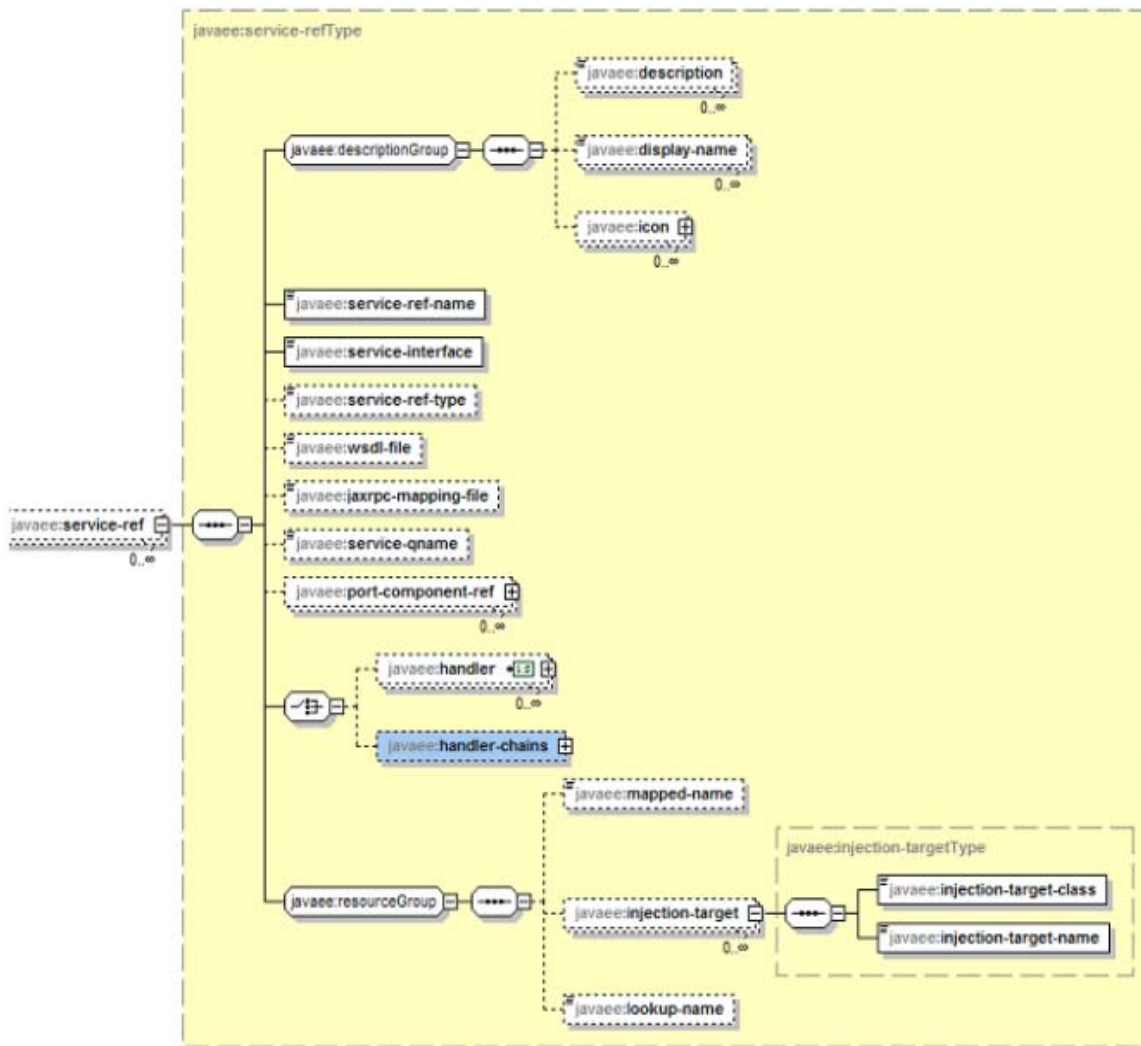 javaee:service-refType
javaee:description
0..∞
javaee:descriptionGroup
javaee:display-name
0..∞
javaee:icon
0..∞
javaee:service-ref-name
javaee:service-interface
javaee:service-ref-type
javaee:wsdl-file
javaee:jaxrpc-mapping-file
javaee:service-ref
0..∞
javaee:service-qname
javaee:port-component-ref
0..∞
javaee:handler
0..∞
javaee:handler-chains
javaee:mapped-name
javaee:injection-targetType
javaee:resourceGroup
javaee:injection-target
0..∞
javaee:injection-target-class
javaee:injection-target-name
javaee:lookup-name